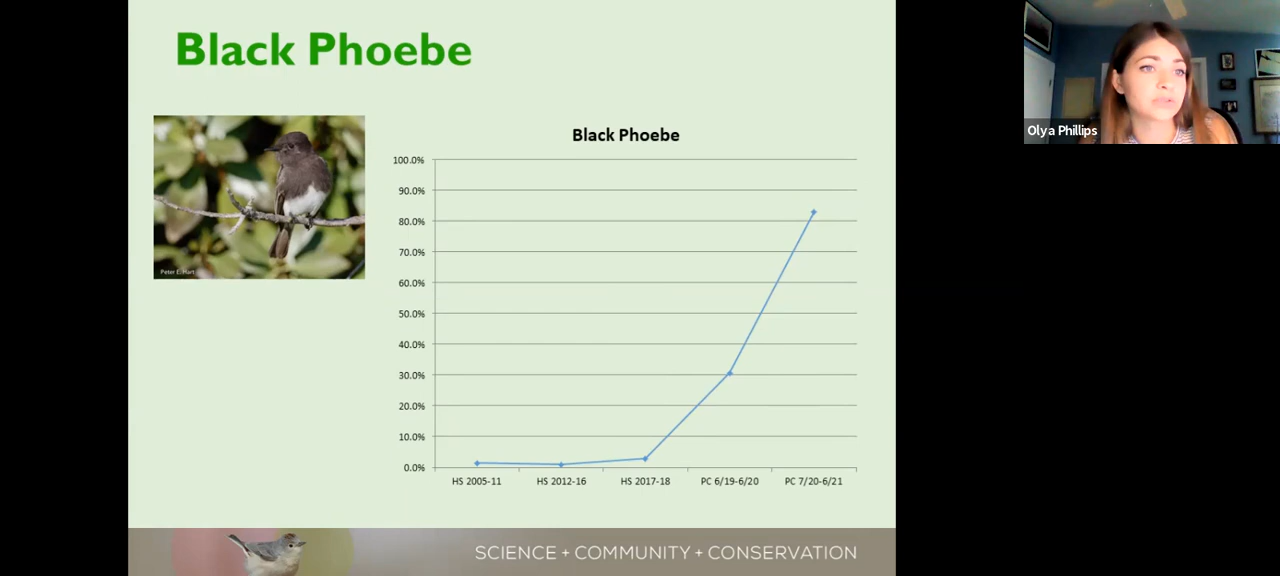 Black Phoebe
Olya Phillips
Peter E. Hart
Black Phoebe
100.0%
90.0%
80.0%
70.0%
60.0%
50.0%
40.0%
30.0%
20.0%
10.0%
0.0%
HS 2005-11 HS 2012-16 HS 2017-18 PC 6/19-6/20 PC 7/20-6/21
SCIENCE + COMMUNITY + CONSERVATION